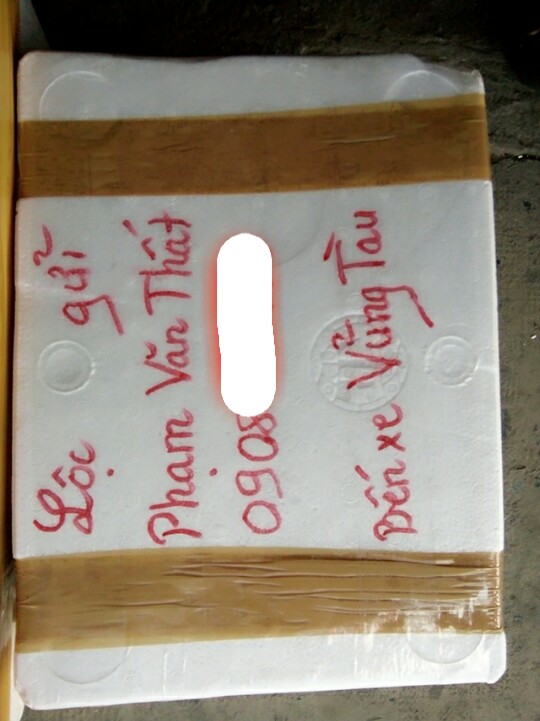 Lộc gửi
Phạm Văn Thất
0908
Bến xe Vũng Tàu